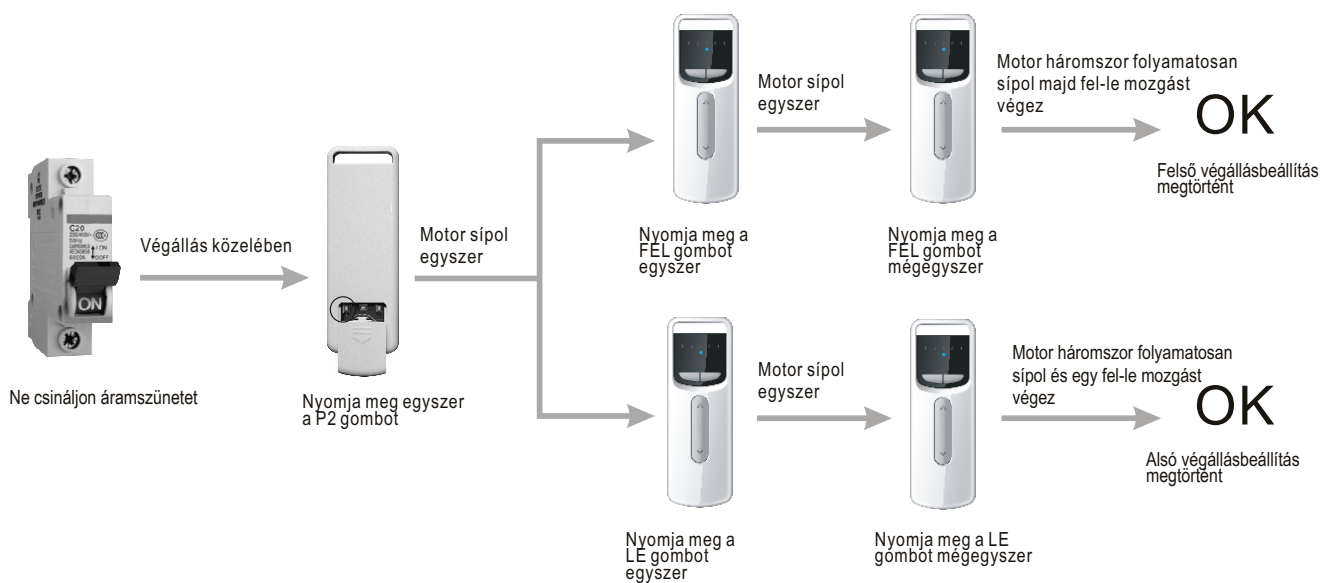 C20
ON
Ne csináljon áramszünetet
Végállás közelében
Nyomja meg egyszer
a P2 gombot
Motor sípol
egyszer
Nyomja meg a
FEL gombot
egyszer
Motor sípol
egyszer
Nyomja meg a
FEL gombot
mégegyszer
Motor háromszor folyamatosan
sípol majd fel-le mozgást
végez
OK
Felső végállásbeállítás
megtörtént
Nyomja meg a
LE gombot
egyszer
Motor sípol
egyszer
Nyomja meg a LE
gombot mégegyszer
Motor háromszor folyamatosan
sípol és egy fel-le mozgást
végez
OK
Alsó végállásbeállítás
megtörtént